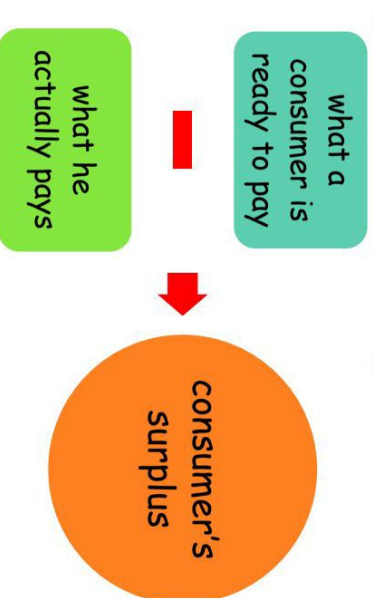 what a
consumer is
ready to pay
what he
actually pays
consumer's
surplus